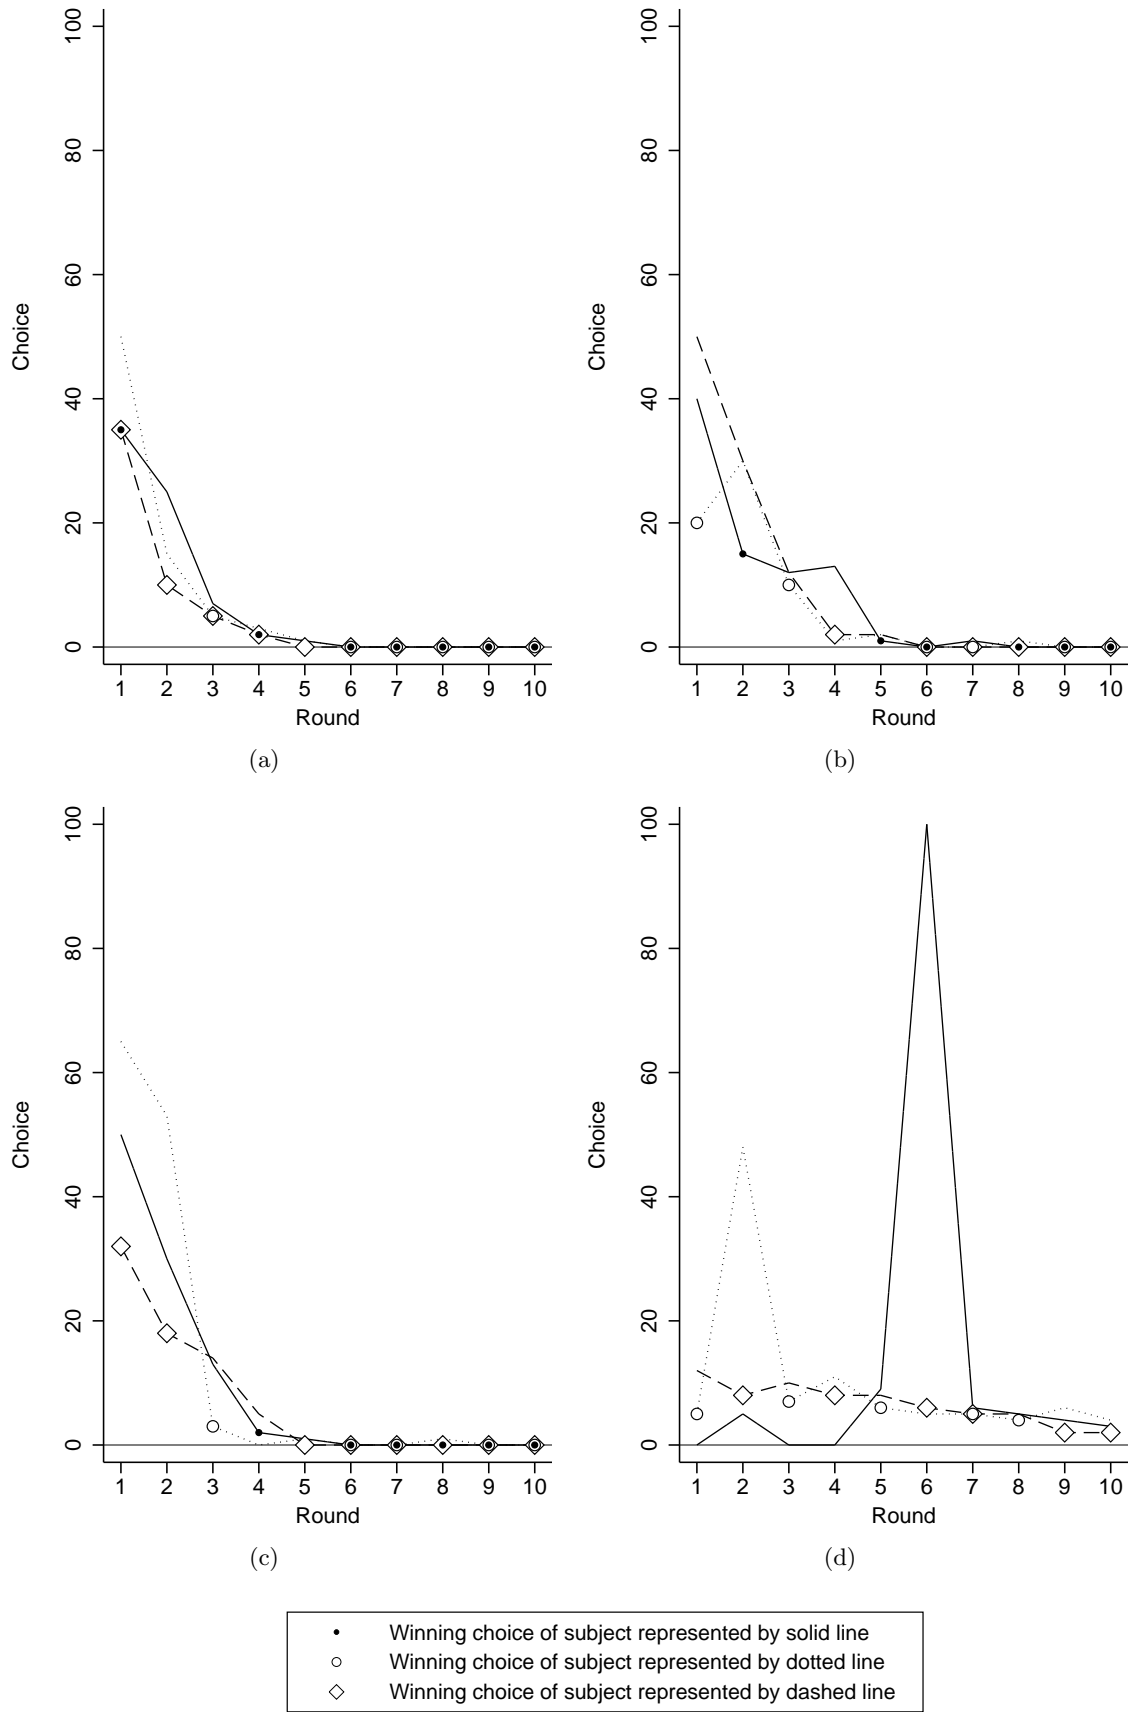 100
80
60
40
20
0
Choice
1 2 3 4 5 6 7 8 9 10
Round
(a)
100
80
60
40
20
0
Choice
1 2 3 4 5 6 7 8 9 10
Round
(b)
100
80
60
40
20
0
Choice
1 2 3 4 5 6 7 8 9 10
Round
(c)
100
80
60
40
20
0
Choice
1 2 3 4 5 6 7 8 9 10
Round
(d)
Winning choice of subject represented by solid line
Winning choice of subject represented by dotted line
Winning choice of subject represented by dashed line